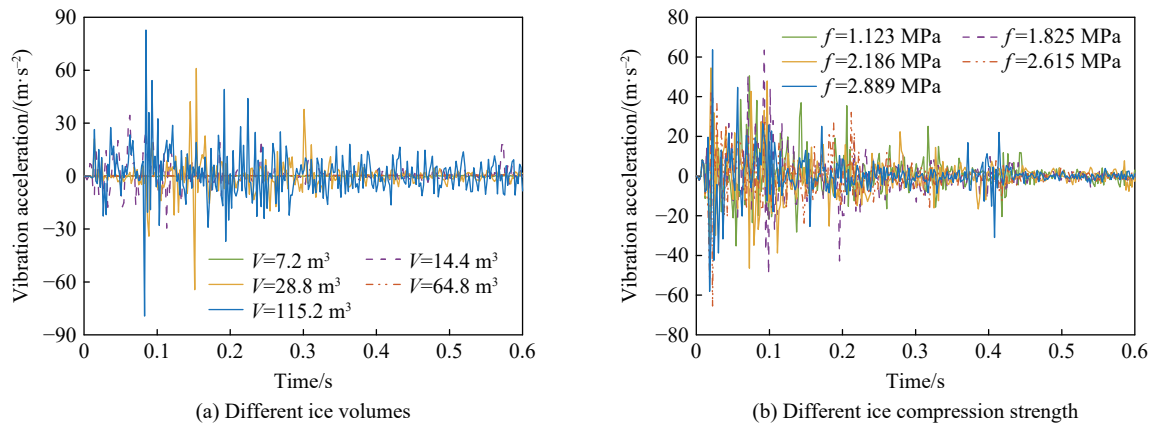 90
60
30
0
−30
−60
−90
Vibration acceleration/(m·s⁻²)
V=7.2 m³
V=14.4 m³
V=28.8 m³
V=64.8 m³
V=115.2 m³
0 0.1 0.2 0.3 0.4 0.5 0.6
Time/s
(a) Different ice volumes
80
60
40
20
0
−20
−40
−60
−80
Vibration acceleration/(m·s⁻²)
f=1.123 MPa
f=1.825 MPa
f=2.186 MPa
f=2.615 MPa
f=2.889 MPa
0 0.1 0.2 0.3 0.4 0.5 0.6
Time/s
(b) Different ice compression strength